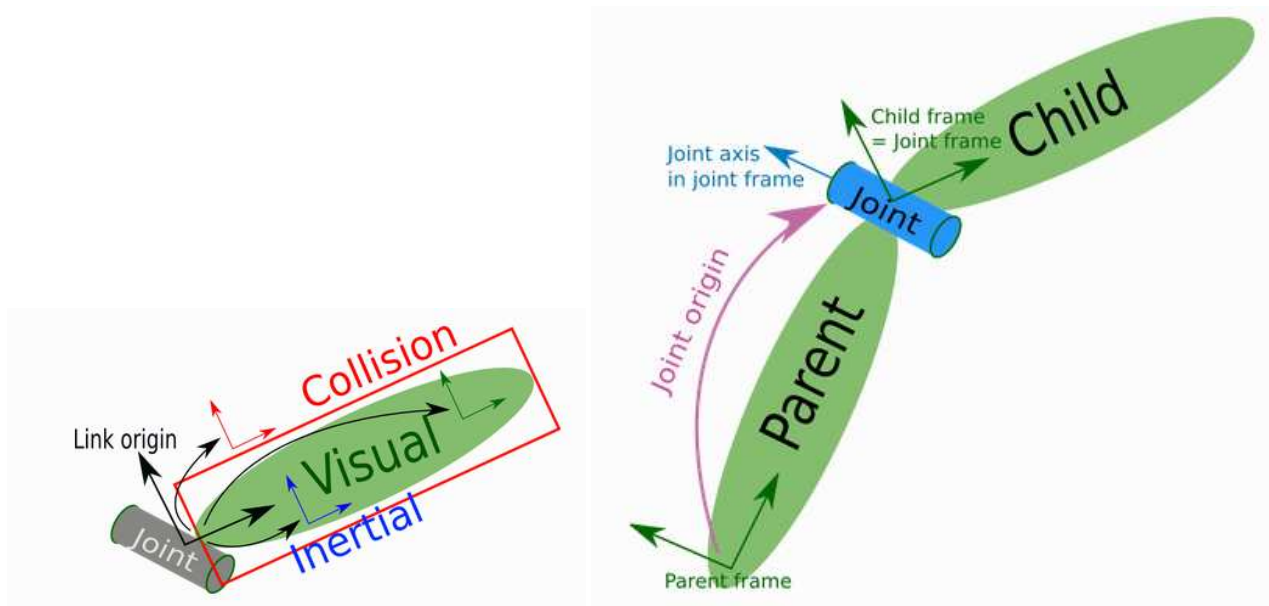 Collision
Link origin
Visual
Inertial
Joint
Child
Child frame
= Joint frame
Joint axis
in joint frame
Joint
Joint origin
Parent
Parent frame